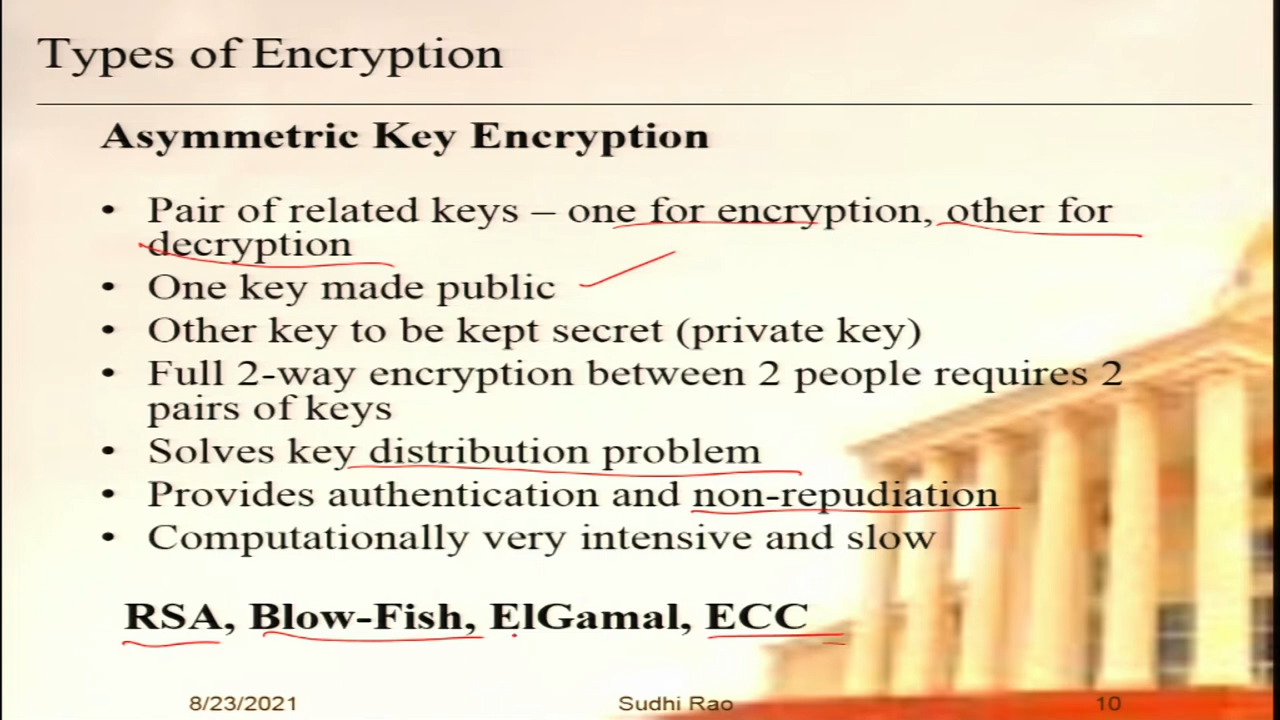 Types of Encryption
Asymmetric Key Encryption
• Pair of related keys – one for encryption, other for
decryption
• One key made public
• Other key to be kept secret (private key)
• Full 2-way encryption between 2 people requires 2
pairs of keys
• Solves key distribution problem
• Provides authentication and non-repudiation
• Computationally very intensive and slow
RSA, Blow-Fish, ElGamal, ECC
8/23/2021 Sudhi Rao 10